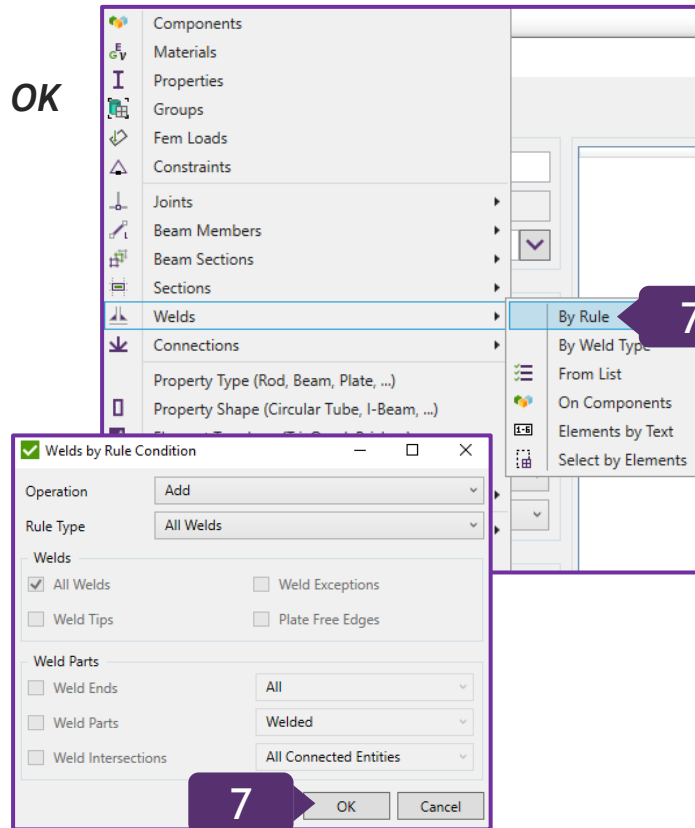 OK
Components
Materials
Properties
Groups
Fem Loads
Constraints
Joints
Beam Members
Beam Sections
Sections
Welds
Connections
Property Type (Rod, Beam, Plate, ...)
Property Shape (Circular Tube, I-Beam, ...)
By Rule
7
By Weld Type
From List
On Components
Elements by Text
Select by Elements
Welds by Rule Condition
Operation Add
Rule Type All Welds
Welds
All Welds Weld Exceptions
Weld Tips Plate Free Edges
Weld Parts
Weld Ends All
Weld Parts Welded
Weld Intersections All Connected Entities
7 OK Cancel